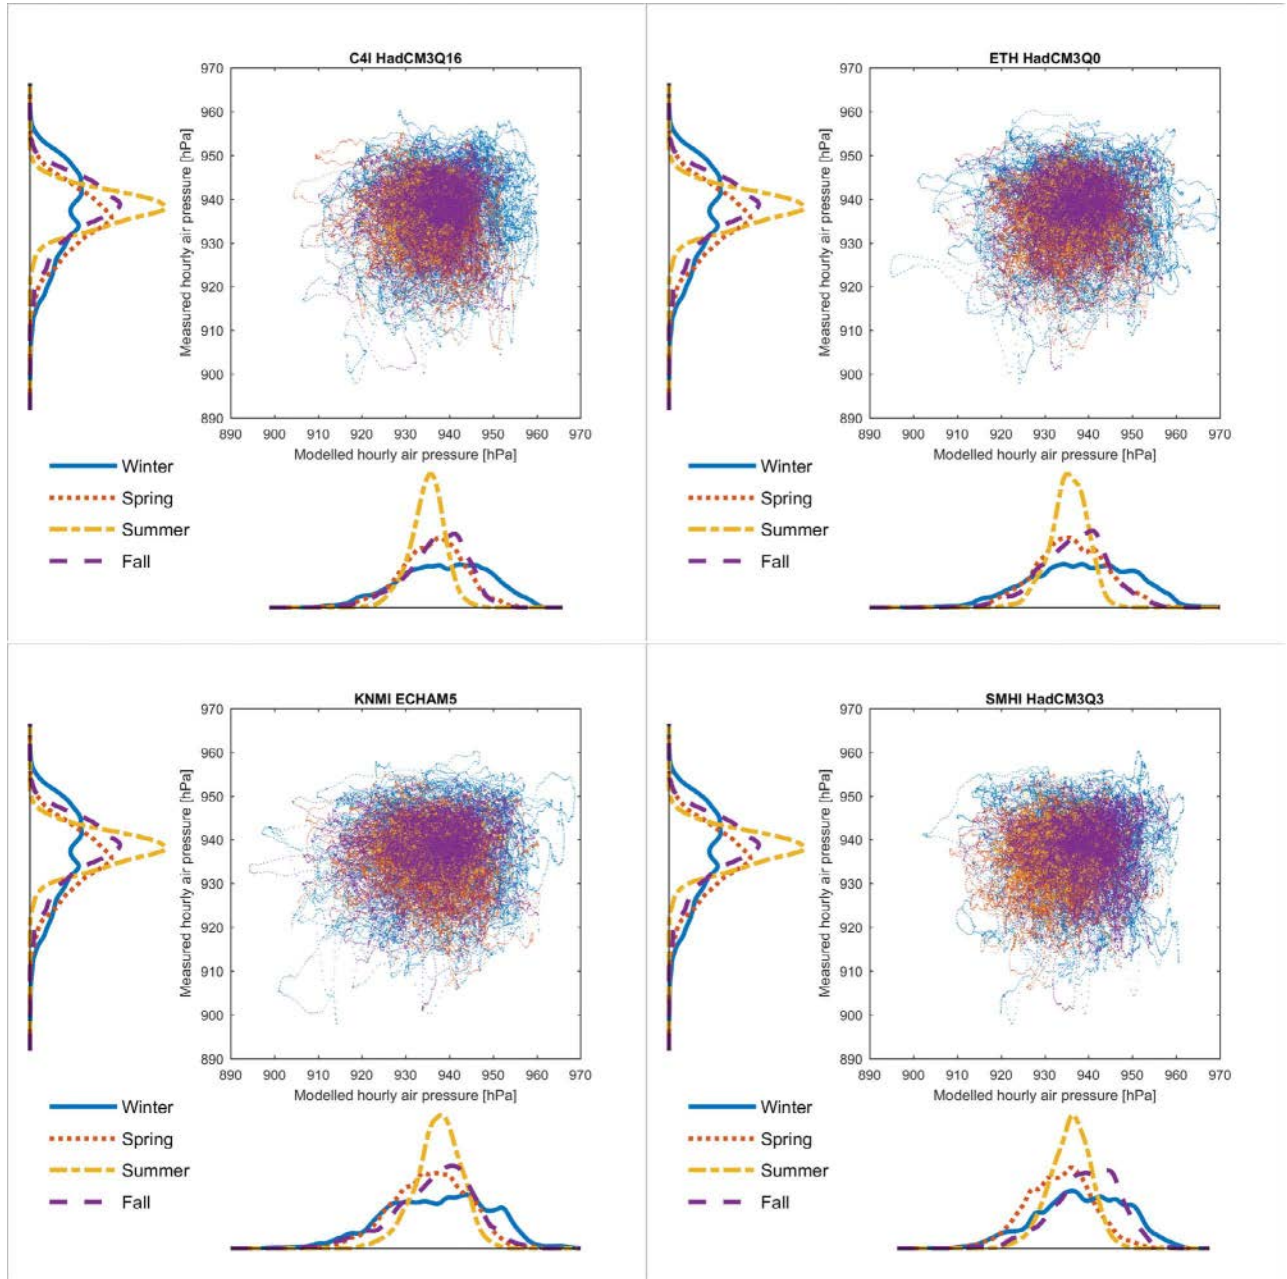 C4I HadCM3Q16
970
960
950
940
930
920
910
900
890
Measured hourly air pressure [hPa]
890 900 910 920 930 940 950 960 970
Modelled hourly air pressure [hPa]
Winter
Spring
Summer
Fall
ETH HadCM3Q0
970
960
950
940
930
920
910
900
890
Measured hourly air pressure [hPa]
890 900 910 920 930 940 950 960 970
Modelled hourly air pressure [hPa]
Winter
Spring
Summer
Fall
KNMI ECHAM5
970
960
950
940
930
920
910
900
890
Measured hourly air pressure [hPa]
890 900 910 920 930 940 950 960 970
Modelled hourly air pressure [hPa]
Winter
Spring
Summer
Fall
SMHI HadCM3Q3
970
960
950
940
930
920
910
900
890
Measured hourly air pressure [hPa]
890 900 910 920 930 940 950 960 970
Modelled hourly air pressure [hPa]
Winter
Spring
Summer
Fall